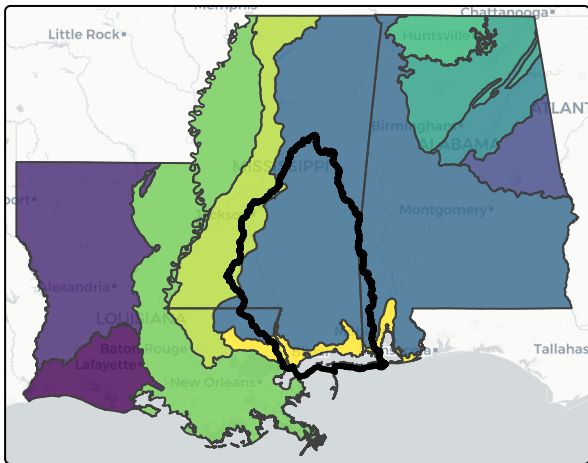 Memphis
Chattanooga
Little Rock
Huntsville
ATLANT
Birmingham
ALABAMA
MISSISSIPPI
port
Jackson
Montgomery
Alexandria
LOUISIANA
Baton Rouge
Tallahas
Lafayette
New Orleans